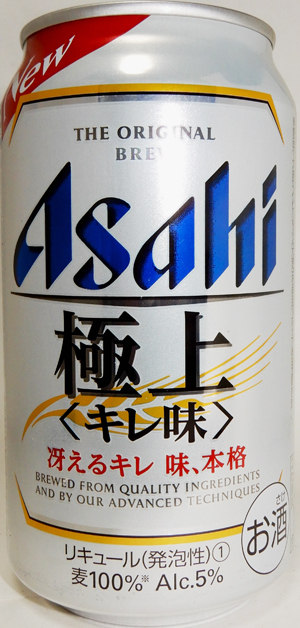 New
THE ORIGINAL
BREW
Asahi
極上
〈キレ味〉
冴えるキレ 味、本格
BREWED FROM QUALITY INGREDIENTS
AND BY OUR ADVANCED TECHNIQUES
さけ
お酒
リキュール(発泡性)①
麦100%※ Alc.5%